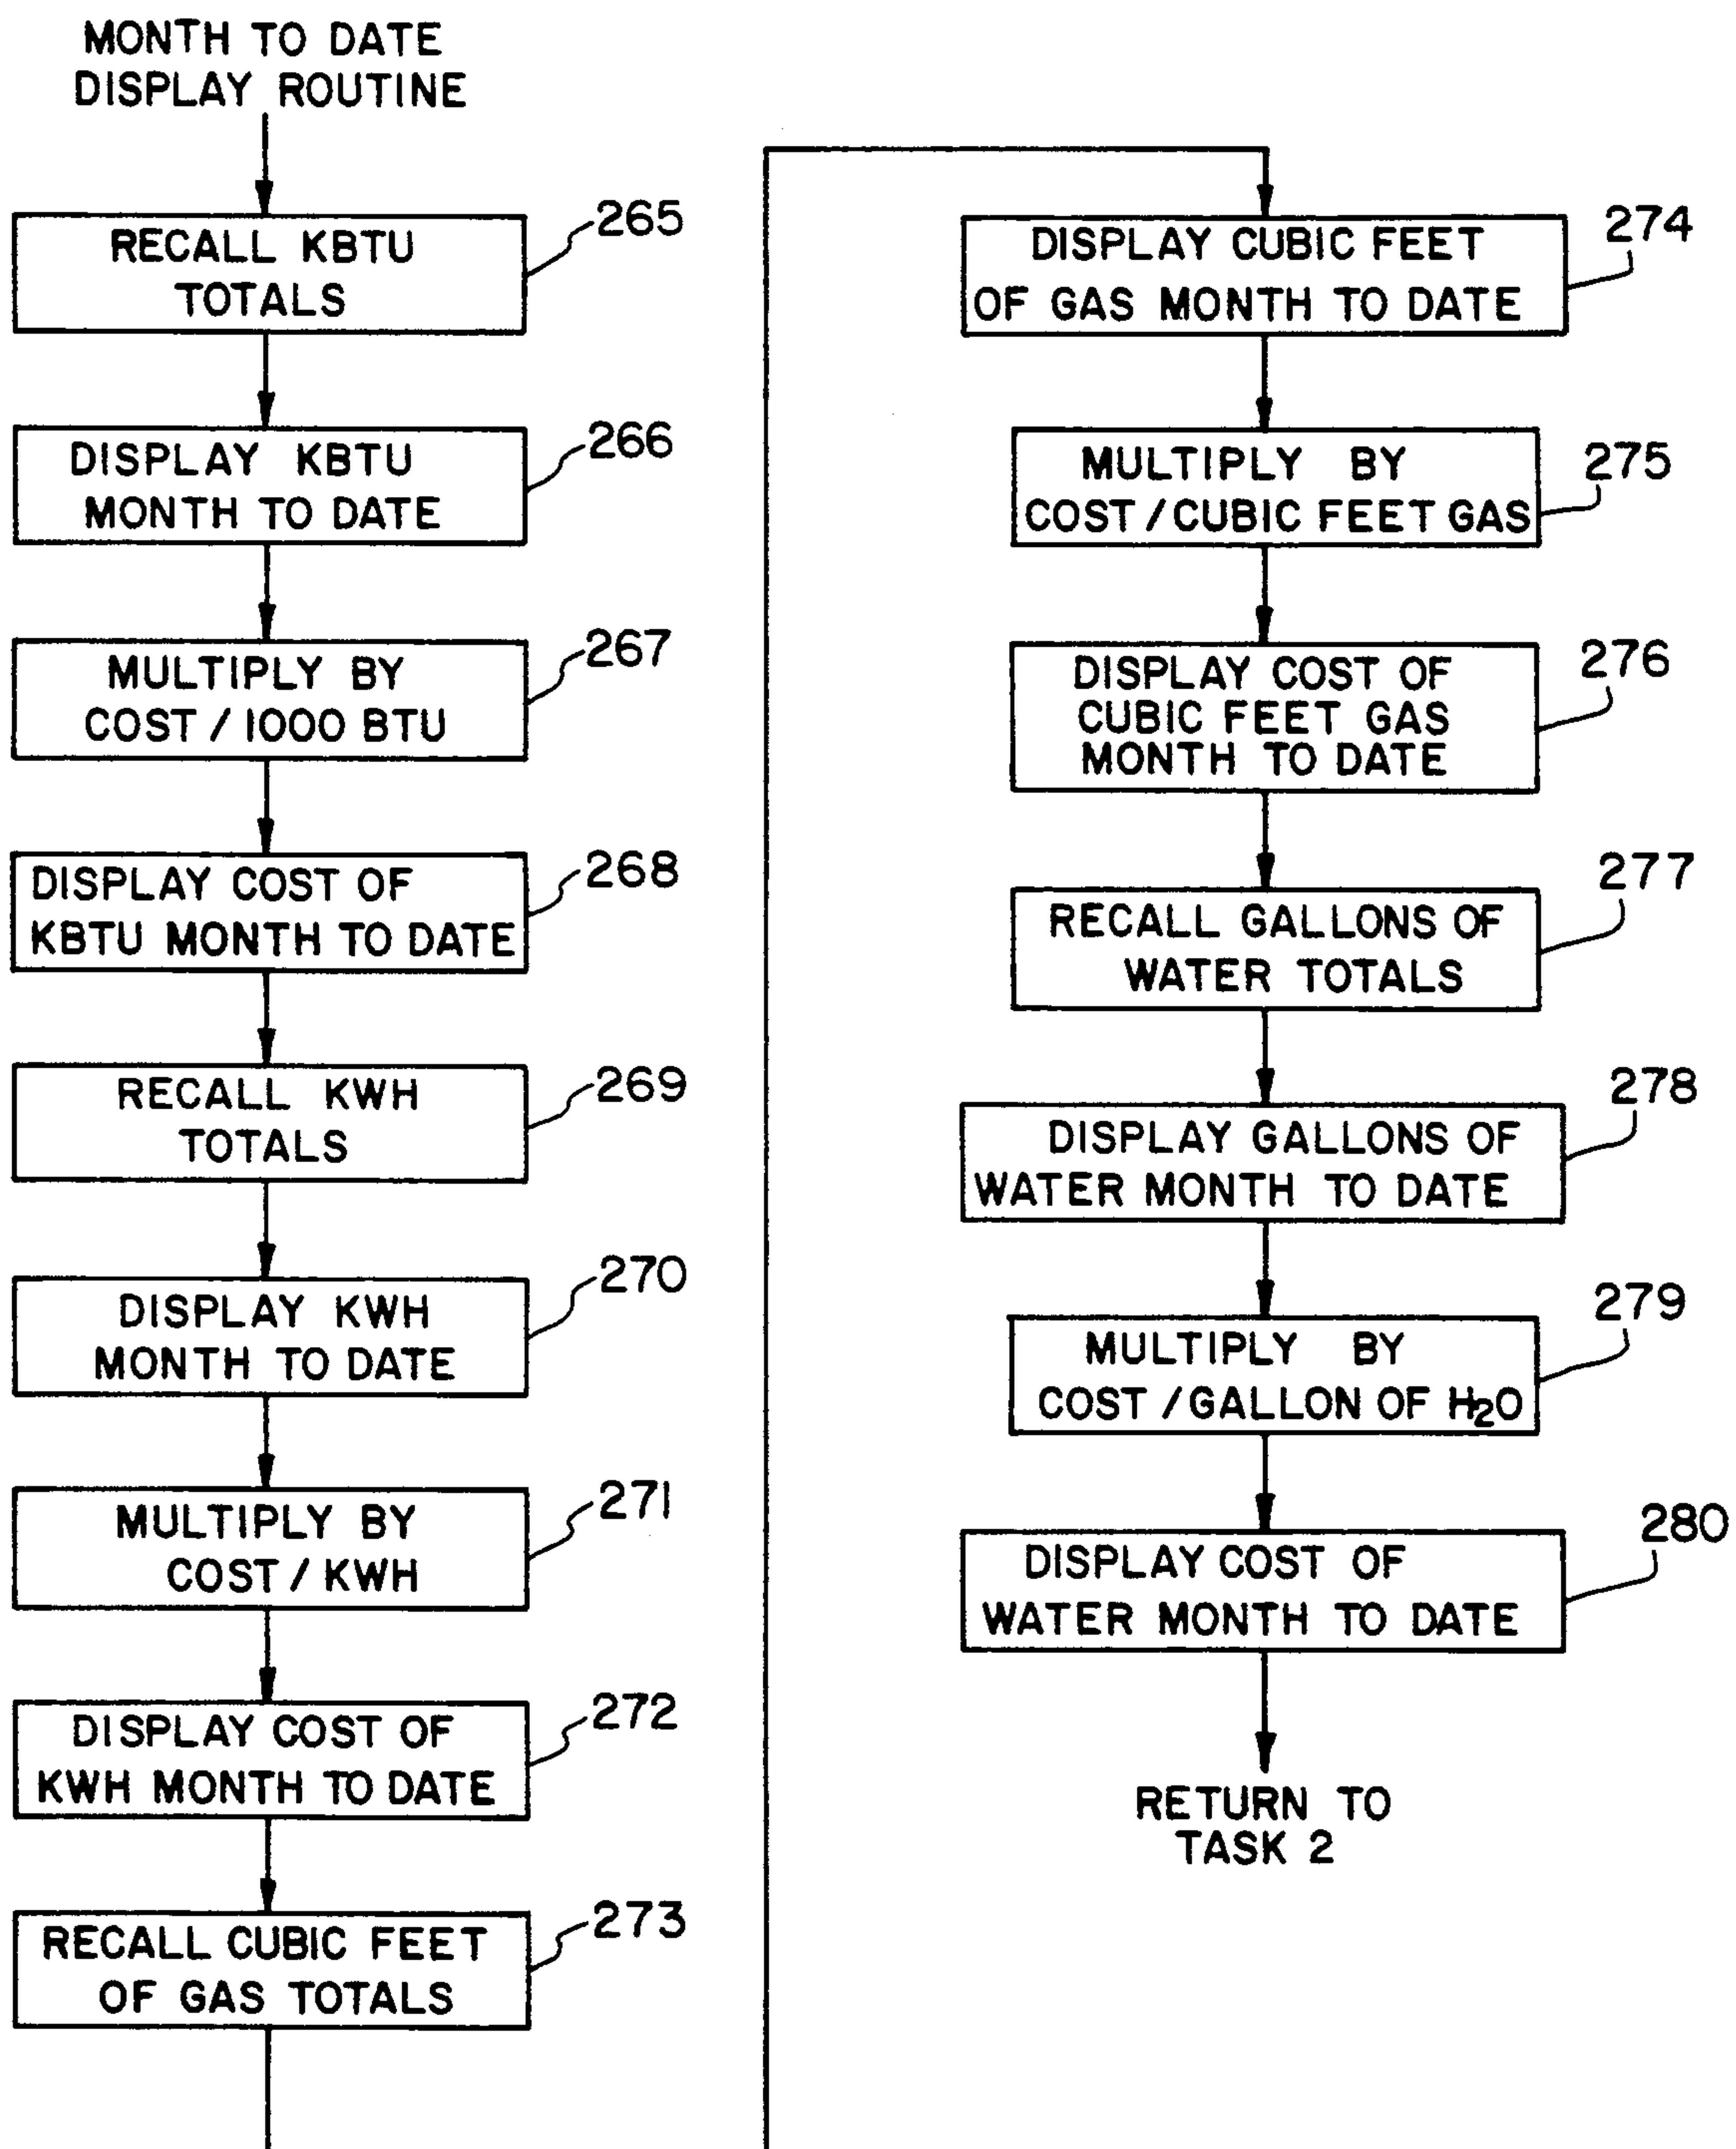 MONTH TO DATE
DISPLAY ROUTINE
RECALL KBTU
TOTALS
265
DISPLAY KBTU
MONTH TO DATE
266
MULTIPLY BY
COST / 1000 BTU
267
DISPLAY COST OF
KBTU MONTH TO DATE
268
RECALL KWH
TOTALS
269
DISPLAY KWH
MONTH TO DATE
270
MULTIPLY BY
COST / KWH
271
DISPLAY COST OF
KWH MONTH TO DATE
272
RECALL CUBIC FEET
OF GAS TOTALS
273
DISPLAY CUBIC FEET
OF GAS MONTH TO DATE
274
MULTIPLY BY
COST / CUBIC FEET GAS
275
DISPLAY COST OF
CUBIC FEET GAS
MONTH TO DATE
276
RECALL GALLONS OF
WATER TOTALS
277
DISPLAY GALLONS OF
WATER MONTH TO DATE
278
MULTIPLY BY
COST / GALLON OF H₂O
279
DISPLAY COST OF
WATER MONTH TO DATE
280
RETURN TO
TASK 2